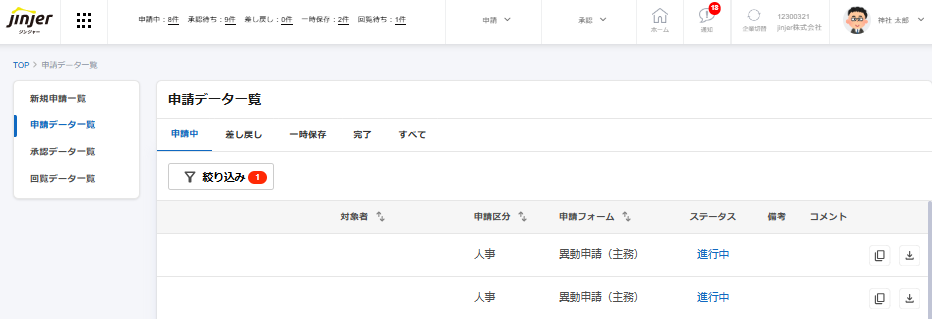 jinjer
ジンジャー
申請中：8件 承認待ち：9件 差し戻し：0件 一時保存：2件 回覧待ち：1件
申請
承認
ホーム
18
通知
企業切替
12300321
jinjer株式会社
神社 太郎
TOP > 申請データ一覧
新規申請一覧
申請データ一覧
承認データ一覧
回覧データ一覧
申請データ一覧
申請中 差し戻し 一時保存 完了 すべて
絞り込み 1
対象者 申請区分 申請フォーム ステータス 備考 コメント
人事 異動申請（主務） 進行中
人事 異動申請（主務） 進行中